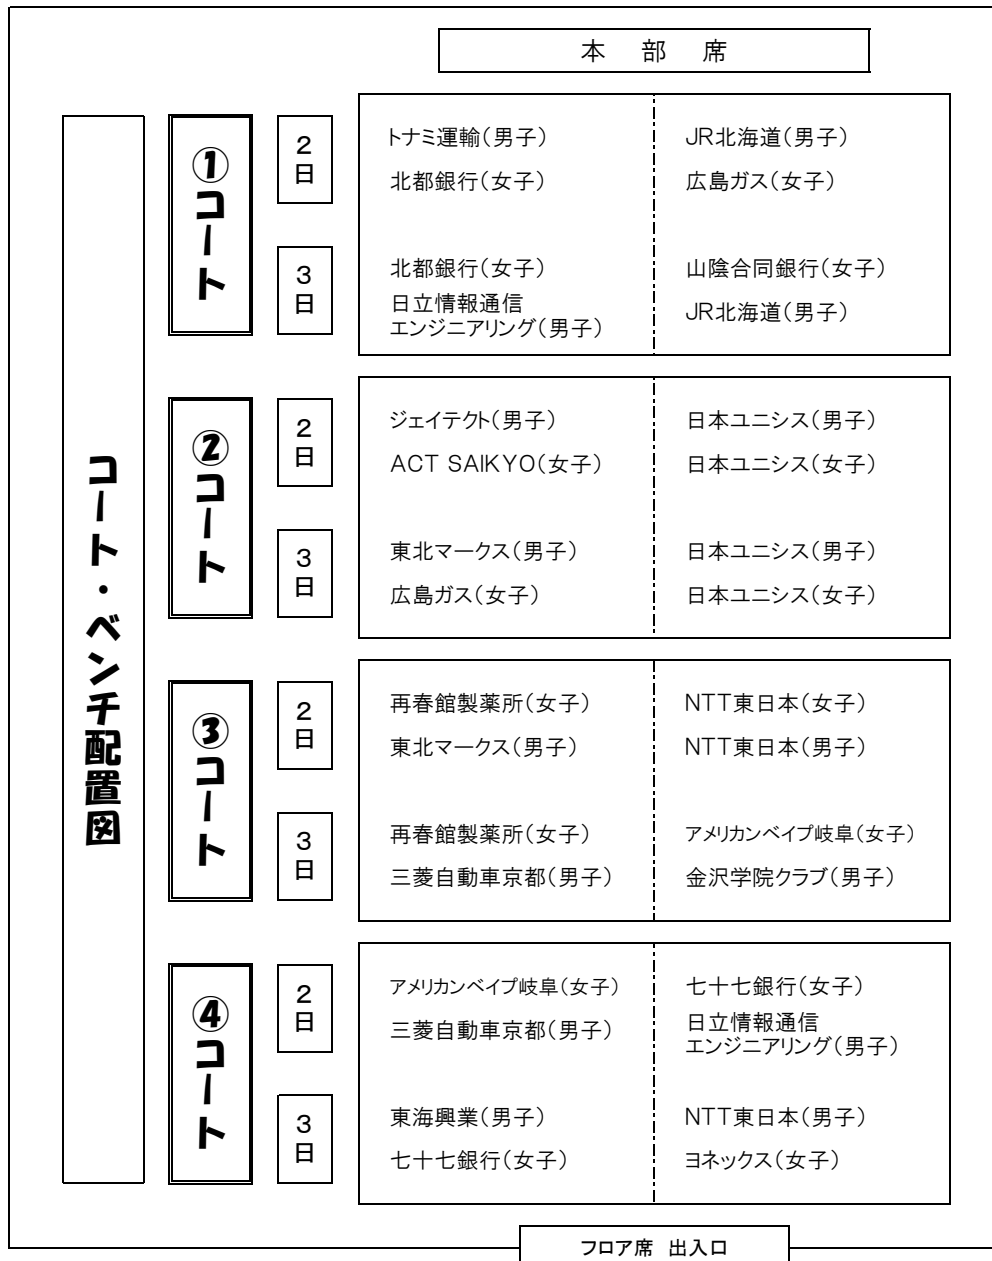 本 部 席
コート・ベンチ配置図
①コート
2日
トナミ運輸(男子) JR北海道(男子)
北都銀行(女子) 広島ガス(女子)
3日
北都銀行(女子) 山陰合同銀行(女子)
日立情報通信
エンジニアリング(男子) JR北海道(男子)
②コート
2日
ジェイテクト(男子) 日本ユニシス(男子)
ACT SAIKYO(女子) 日本ユニシス(女子)
3日
東北マークス(男子) 日本ユニシス(男子)
広島ガス(女子) 日本ユニシス(女子)
③コート
2日
再春館製薬所(女子) NTT東日本(女子)
東北マークス(男子) NTT東日本(男子)
3日
再春館製薬所(女子) アメリカンベイプ岐阜(女子)
三菱自動車京都(男子) 金沢学院クラブ(男子)
④コート
2日
アメリカンベイプ岐阜(女子) 七十七銀行(女子)
三菱自動車京都(男子) 日立情報通信
エンジニアリング(男子)
3日
東海興業(男子) NTT東日本(男子)
七十七銀行(女子) ヨネックス(女子)
フロア席 出入口